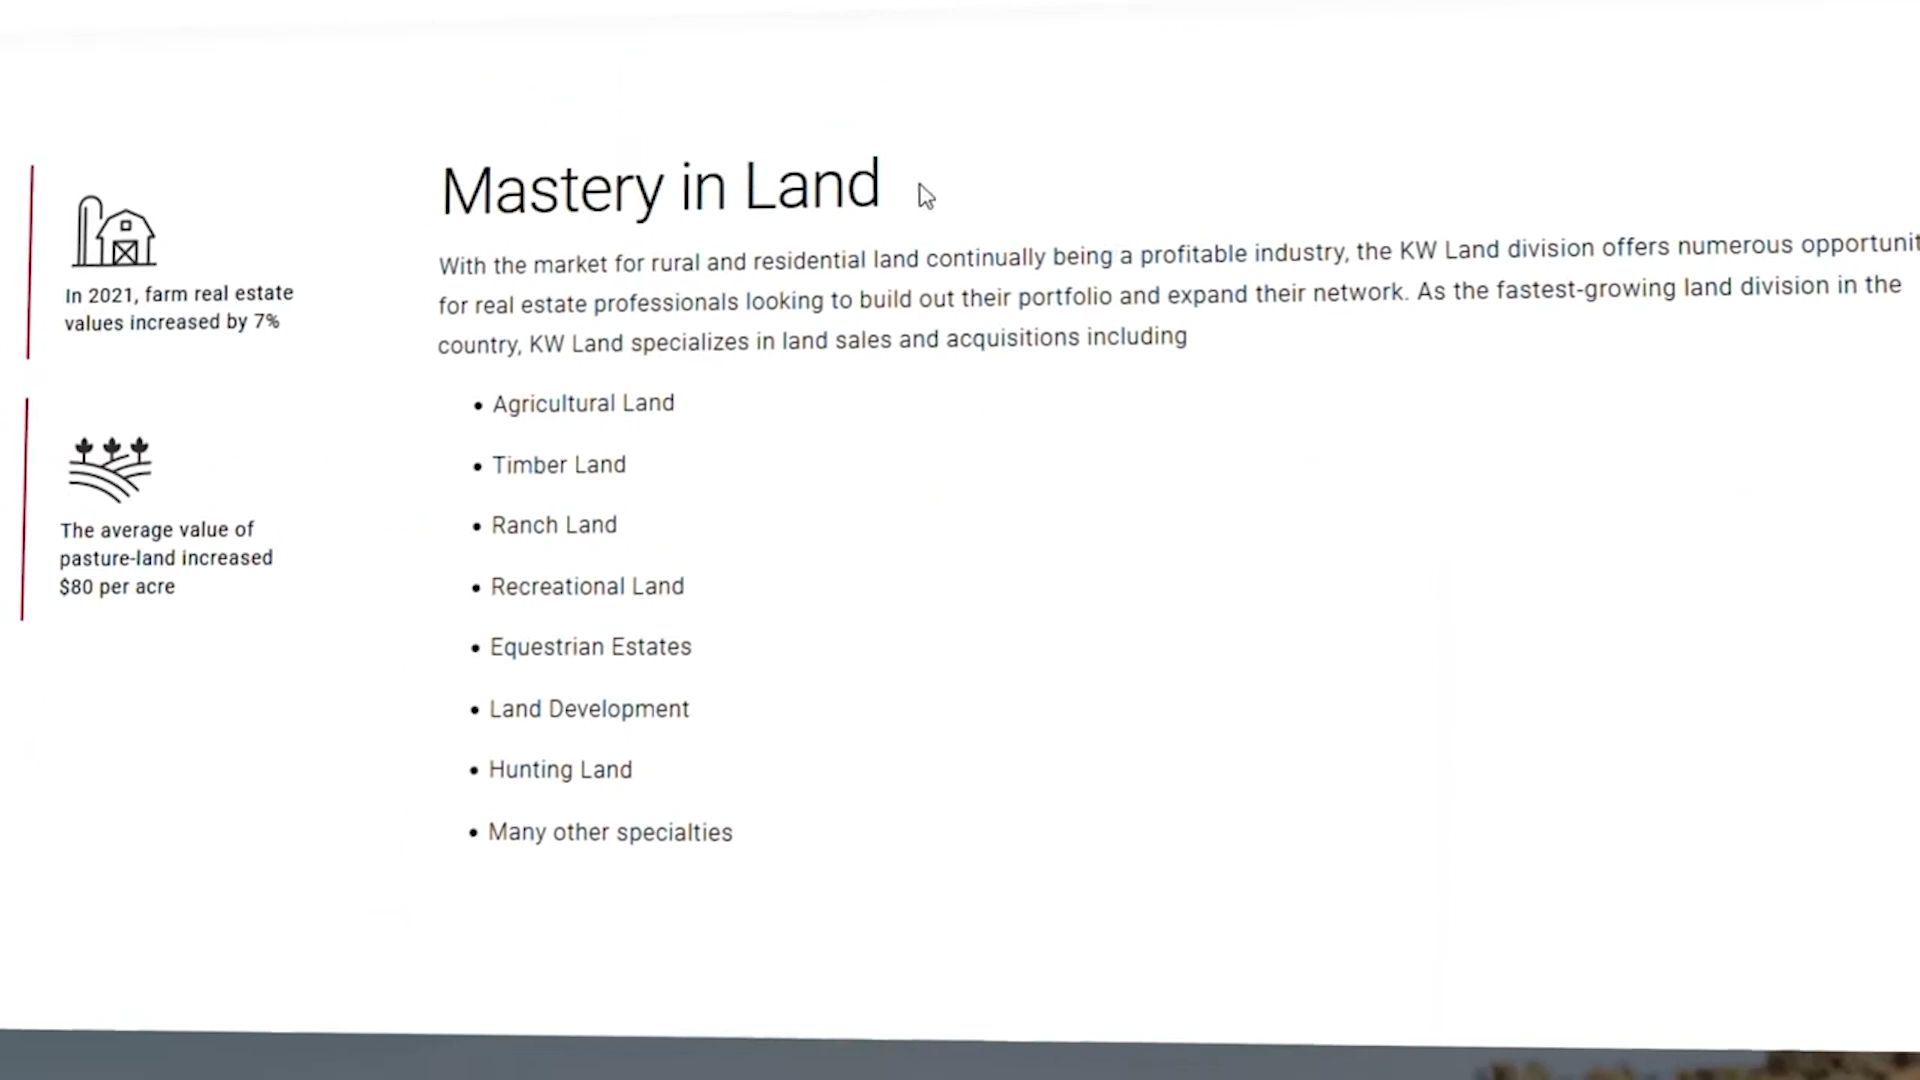 In 2021, farm real estate
values increased by 7%
The average value of
pasture-land increased
$80 per acre
Mastery in Land
With the market for rural and residential land continually being a profitable industry, the KW Land division offers numerous
for real estate professionals looking to build out their portfolio and expand their network. As the fastest-growing land division in the
country, KW Land specializes in land sales and acquisitions including
• Agricultural Land
• Timber Land
• Ranch Land
• Recreational Land
• Equestrian Estates
• Land Development
• Hunting Land
• Many other specialties